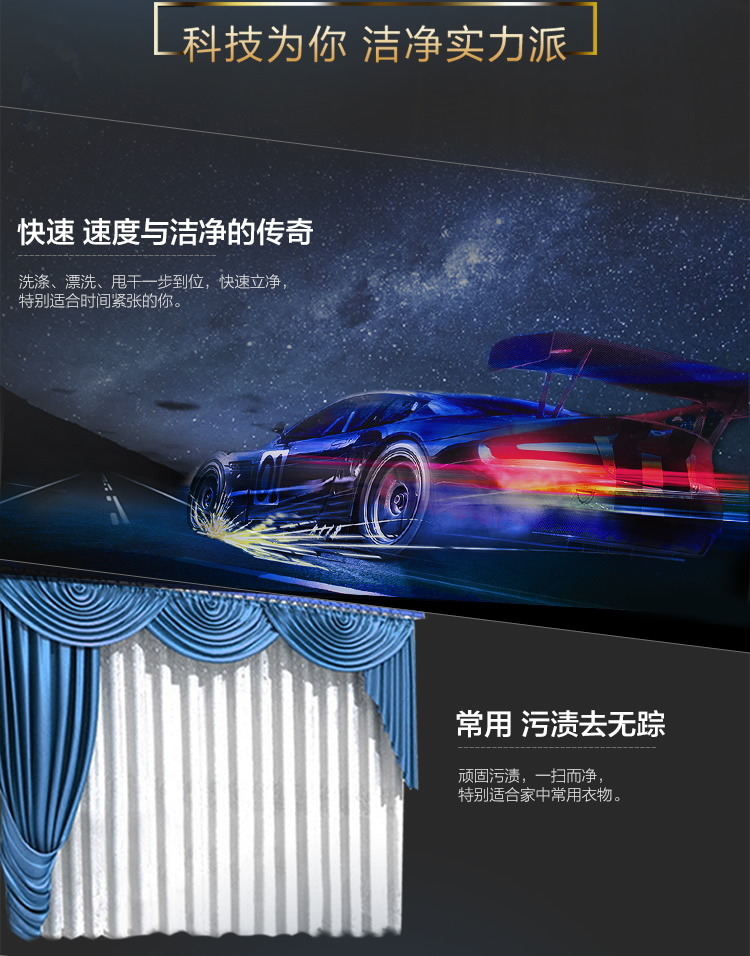 科技为你 洁净实力派
快速 速度与洁净的传奇
洗涤、漂洗、甩干一步到位，快速立净，
特别适合时间紧张的你。
01
常用 污渍去无踪
顽固污渍，一扫而净，
特别适合家中常用衣物。